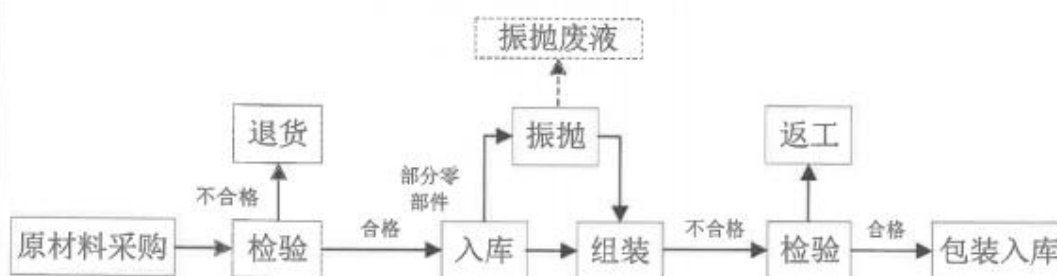 振抛废液
退货
振抛
返工
不合格
部分零
部件
合格
不合格
合格
原材料采购
检验
入库
组装
检验
包装入库